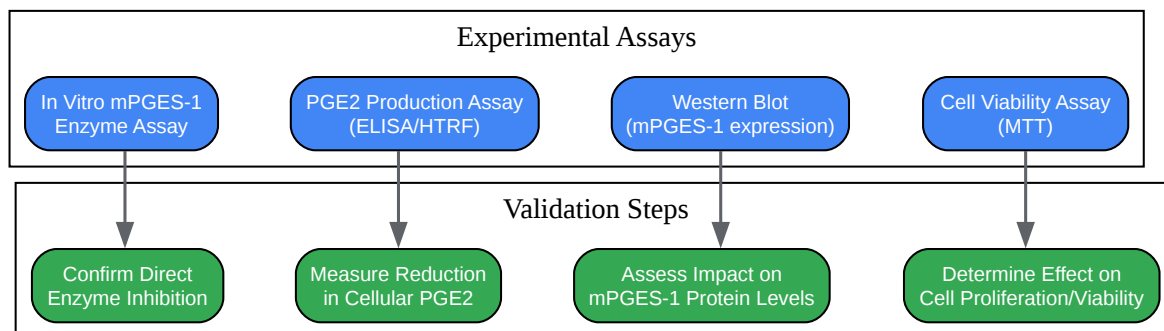 Experimental Assays
In Vitro mPGES-1
Enzyme Assay
PGE2 Production Assay
(ELISA/HTRF)
Western Blot
(mPGES-1 expression)
Cell Viability Assay
(MTT)
Validation Steps
Confirm Direct
Enzyme Inhibition
Measure Reduction
in Cellular PGE2
Assess Impact on
mPGES-1 Protein Levels
Determine Effect on
Cell Proliferation/Viability